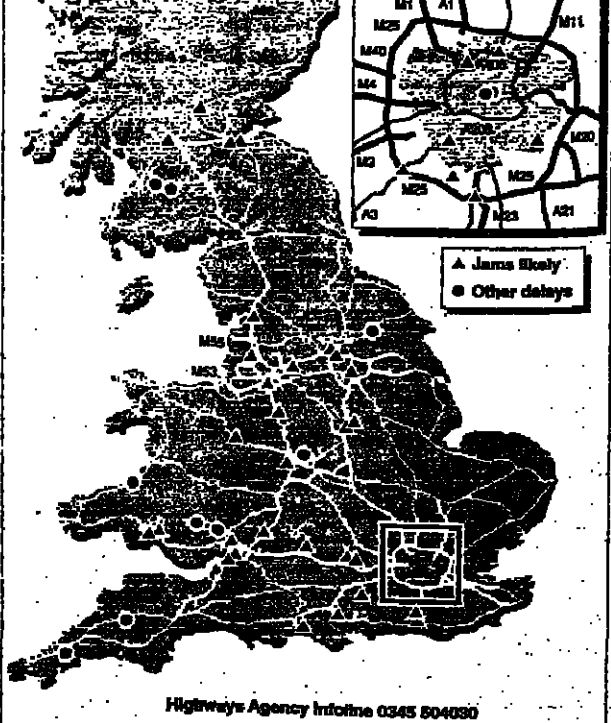 M1 A1
M25
M11
M40
M4
M20
M3
M25
M25
A3
M23
A21
Jams likely
Other delays
M55
M53
Highways Agency Infoline 0345 504030